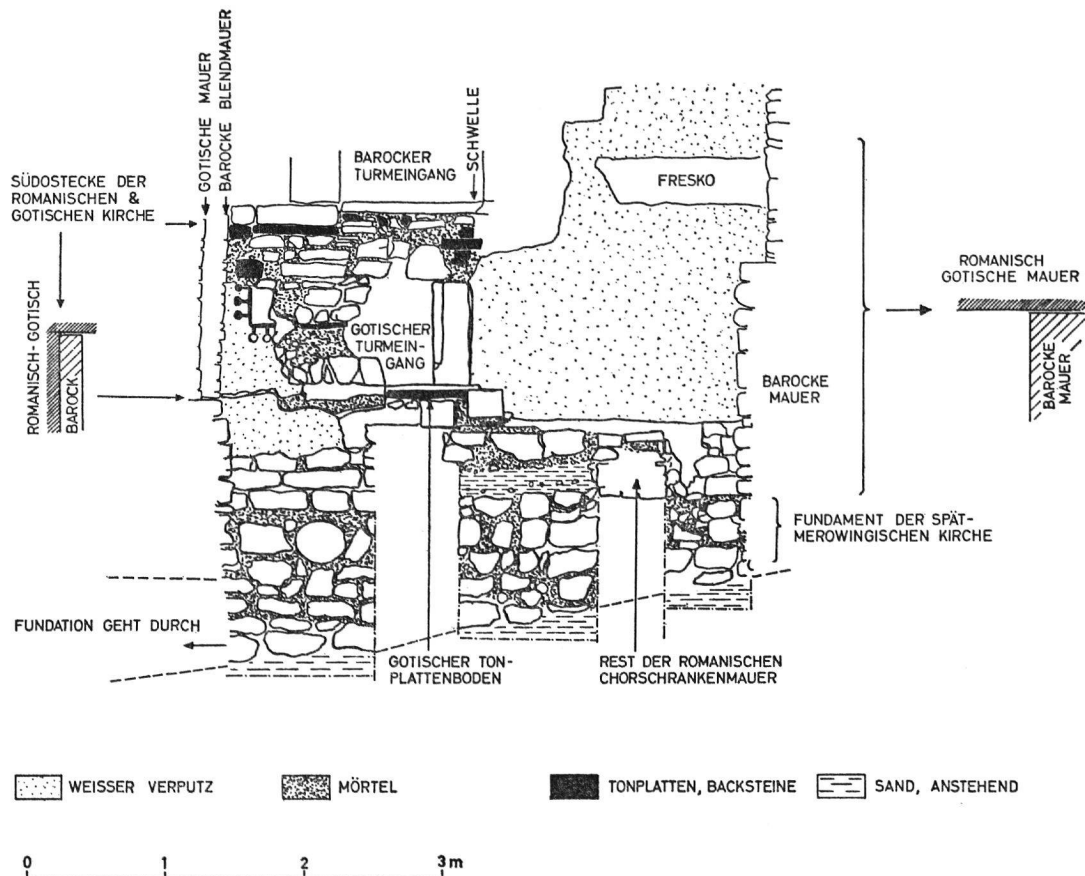 GOTISCHE MAUER
BAROCKE BLENDMAUER
SCHWELLE
BAROCKER
TURMEINGANG
SÜDOSTECKE DER
ROMANISCHEN &
GOTISCHEN KIRCHE
FRESKO
ROMANISCH
GOTISCHE MAUER
ROMANISCH-GOTISCH
BAROCK
GOTISCHER
TURMEIN-
GANG
BAROCKE
MAUER
BAROCKE
MAUER
FUNDAMENT DER SPÄT-
MEROWINGISCHEN KIRCHE
FUNDATION GEHT DURCH
GOTISCHER TON-
PLATTENBODEN
REST DER ROMANISCHEN
CHORSCHRANKENMAUER
WEISSER VERPUTZ
MÖRTEL
TONPLATTEN, BACKSTEINE
SAND, ANSTEHEND
0 1 2 3 m